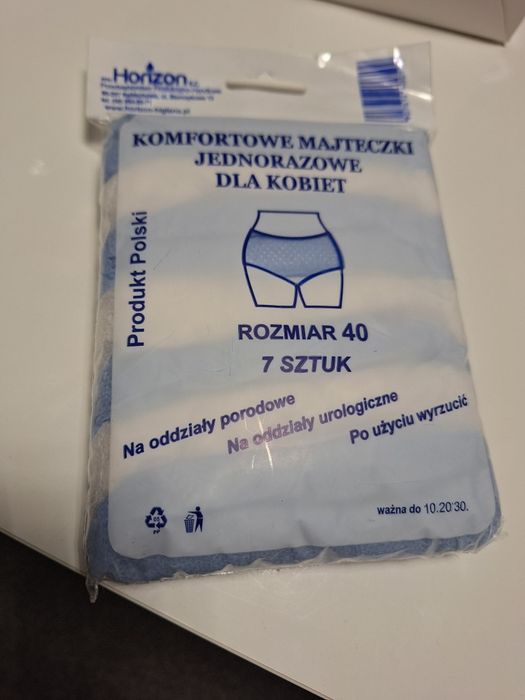 Horizon
KOMFORTOWE MAJTECZKI
JEDNORAZOWE
DLA KOBIET
Produkt Polski
ROZMIAR 40
7 SZTUK
Na oddziały porodowe
Na oddziały urologiczne
Po użyciu wyrzucić
PP
ważna do 10.20'30.